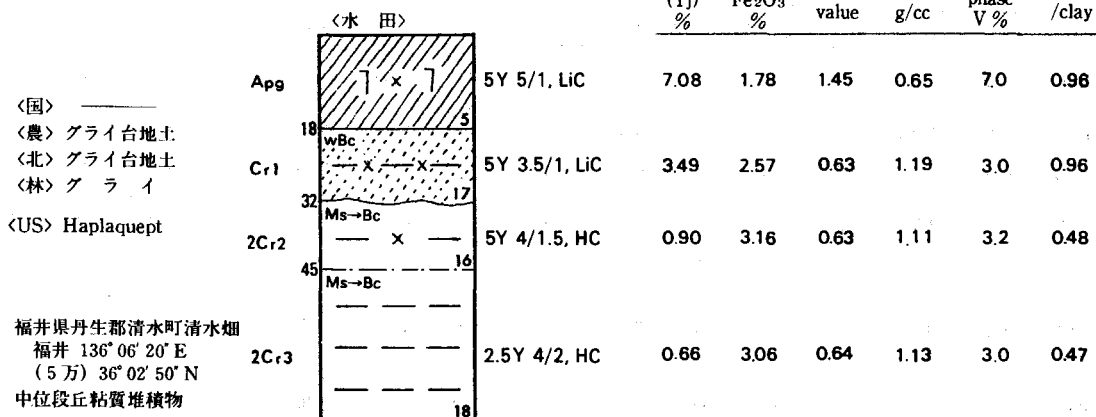 (Tj) Fe2O3 value g/cc phase /clay
% % V %
〈水 田〉
Apg 5Y 5/1, LiC 7.08 1.78 1.45 0.65 7.0 0.96
5
18
wBc
Cr1 5Y 3.5/1, LiC 3.49 2.57 0.63 1.19 3.0 0.96
17
32
Ms→Bc
2Cr2 5Y 4/1.5, HC 0.90 3.16 0.63 1.11 3.2 0.48
16
45
Ms→Bc
2Cr3 2.5Y 4/2, HC 0.66 3.06 0.64 1.13 3.0 0.47
18
〈国〉 ———
〈農〉 グライ台地土
〈北〉 グライ台地土
〈林〉 グ ラ イ
〈US〉 Haplaquept
福井県丹生郡清水町清水畑
福井 136° 06′ 20″ E
(5万) 36° 02′ 50″ N
中位段丘粘質堆積物